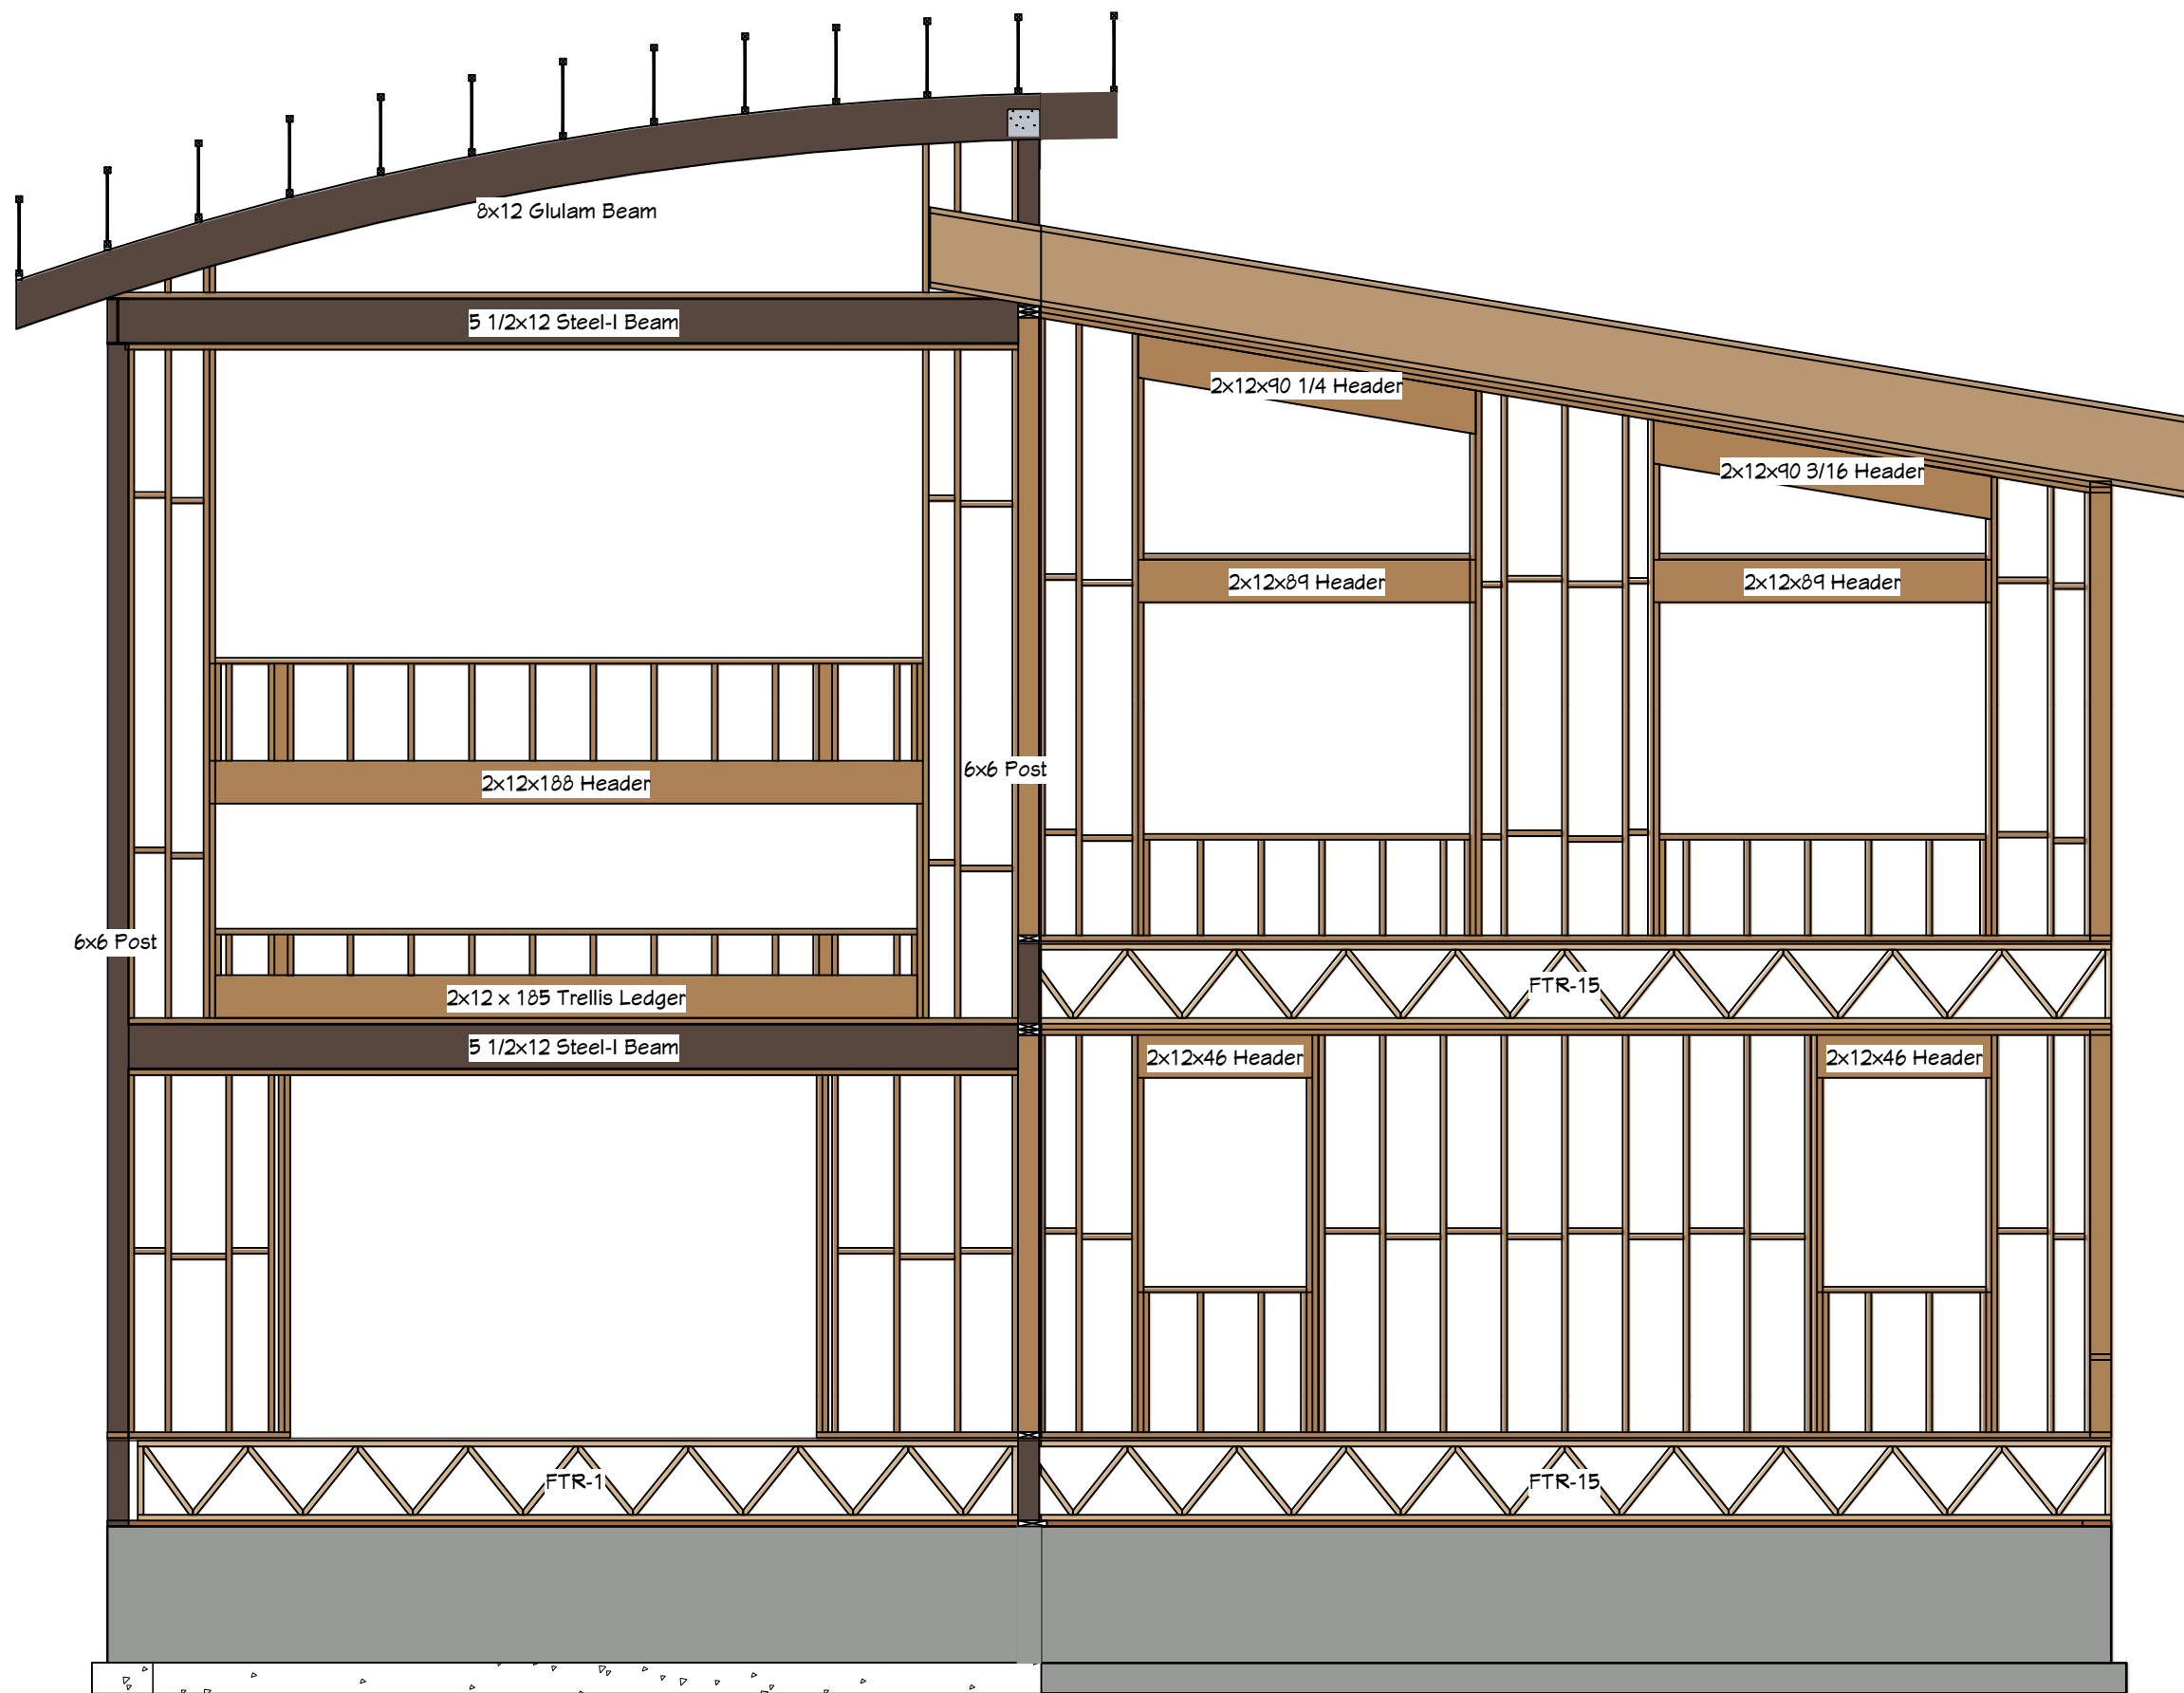 8x12 Glulam Beam
5 1/2x12 Steel-I Beam
2x12x90 1/4 Header
2x12x90 3/16 Header
2x12x89 Header
2x12x89 Header
6x6 Post
2x12x188 Header
6x6 Post
FTR-15
2x12 x 185 Trellis Ledger
5 1/2x12 Steel-I Beam
2x12x46 Header
2x12x46 Header
FTR-1
FTR-15